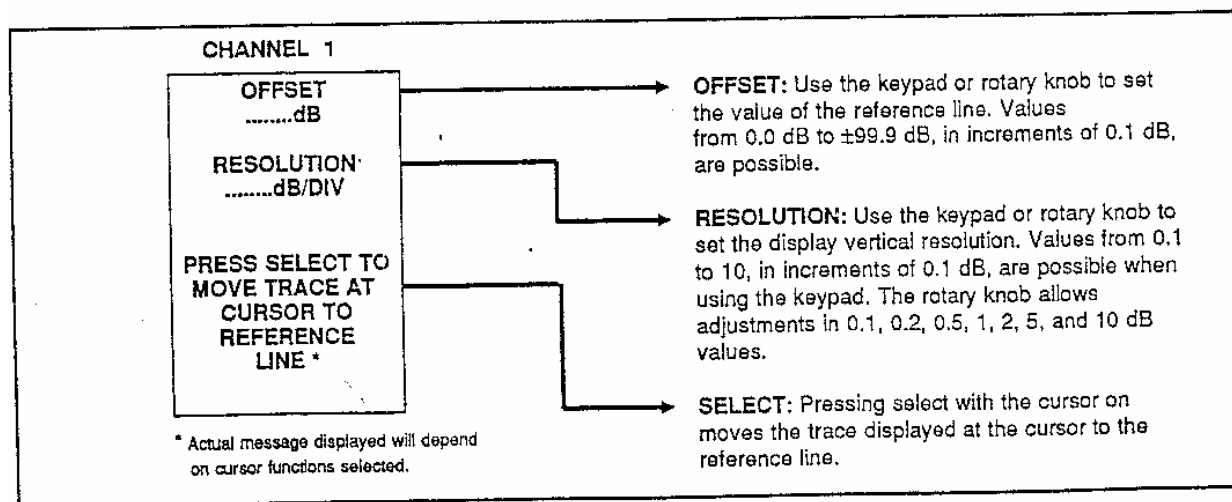 CHANNEL 1
OFFSET
........dB
RESOLUTION
........dB/DIV
PRESS SELECT TO
MOVE TRACE AT
CURSOR TO
REFERENCE
LINE *
* Actual message displayed will depend
on cursor functions selected.
OFFSET: Use the keypad or rotary knob to set
the value of the reference line. Values
from 0.0 dB to ±99.9 dB, in increments of 0.1 dB,
are possible.
RESOLUTION: Use the keypad or rotary knob to
set the display vertical resolution. Values from 0.1
to 10, in increments of 0.1 dB, are possible when
using the keypad. The rotary knob allows
adjustments in 0.1, 0.2, 0.5, 1, 2, 5, and 10 dB
values.
SELECT: Pressing select with the cursor on
moves the trace displayed at the cursor to the
reference line.